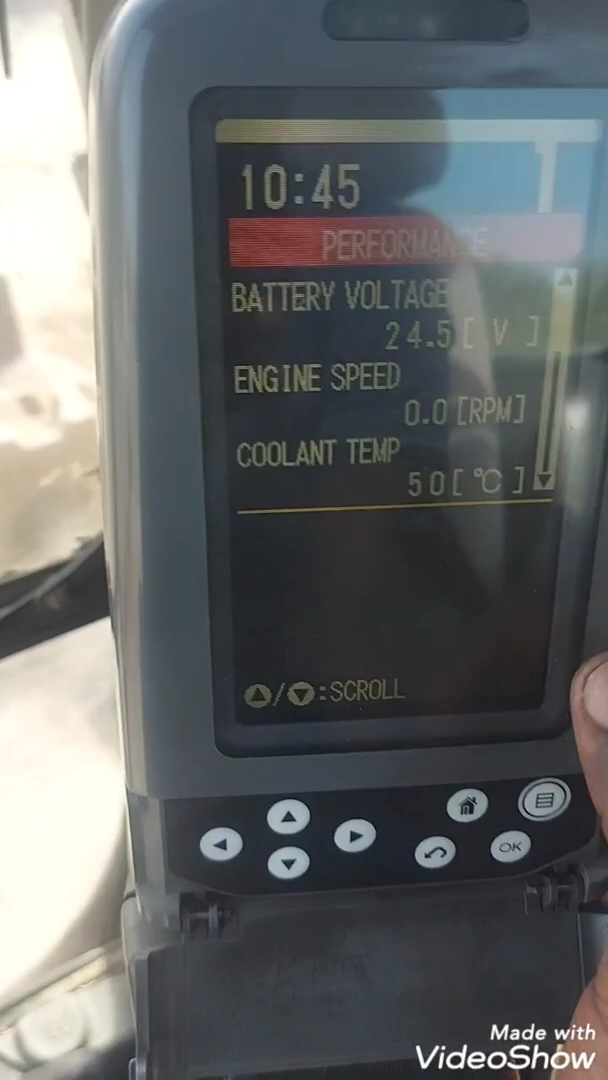 10:45
PERFORMANCE
BATTERY VOLTAGE
24.5[ V ]
ENGINE SPEED
0.0 [RPM]
COOLANT TEMP
50[ ℃ ]
▲/▼:SCROLL
OK
Made with
VideoShow